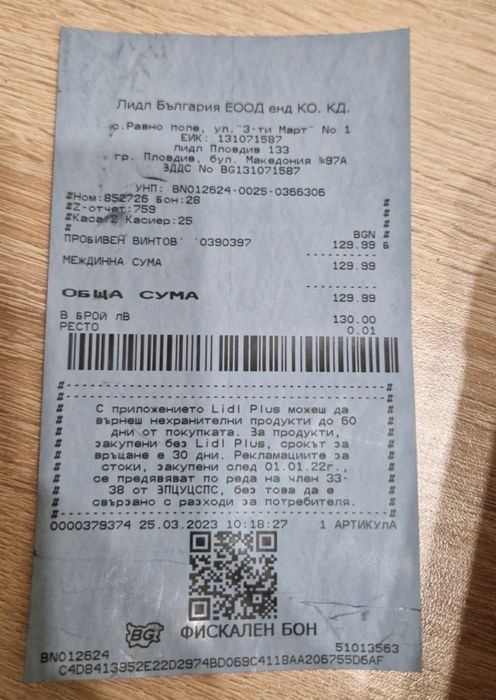 Лидл България ЕООД енд КО. КД.
с.Равно поле, ул."3-ти Март" No 1
ЕИК: 131071587
лидл Пловдив 133
гр. Пловдив, бул. Македония №97А
ЗДДС No BG131071587
УНП: BN012624-0025-0366306
#Ном:852726 Бон:28 #
#Z-отчет:759 #
#Каса:2 Касиер:25 #
# BGN #
ПРОБИВЕН ВИНТОВ '0390397 129.99 Б
МЕЖДИННА СУМА 129.99
ОБЩА СУМА 129.99
В БРОЙ лВ 130.00
РЕСТО 0.01
С приложението Lidl Plus можеш да
върнеш нехранителни продукти до 60
дни от покупката. За продукти,
закупени без Lidl Plus, срокът за
връщане е 30 дни. Рекламациите за
стоки, закупени след 01.01.22г.,
се предявяват по реда на член 33-
38 от ЗПЦУЦСПС, без това да е
свързано с разходи за потребителя.
0000379374 25.03.2023 10:18:27 1 АРТИКУлА
BG ФИСКАЛЕН БОН
BN012624 51013563
C4D8413952E22D2974BD069C4118AA206755D6AF